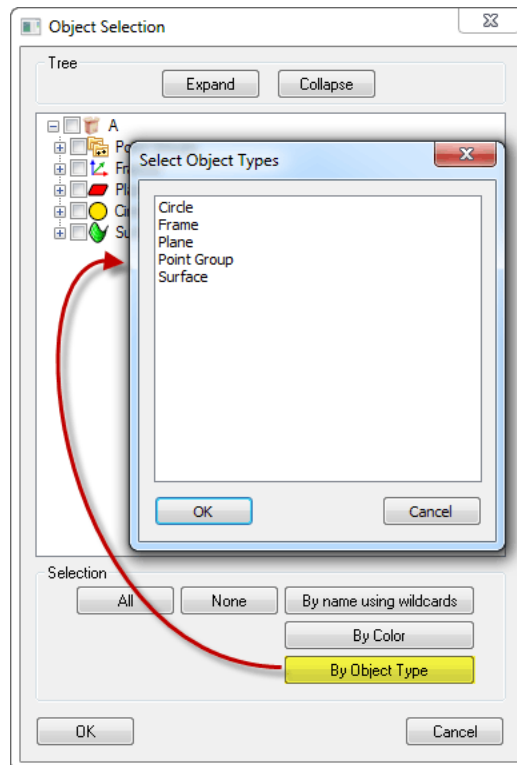 Object Selection
Tree
Expand
Collapse
A
Select Object Types
Circle
Frame
Plane
Point Group
Surface
OK
Cancel
Selection
All
None
By name using wildcards
By Color
By Object Type
OK
Cancel